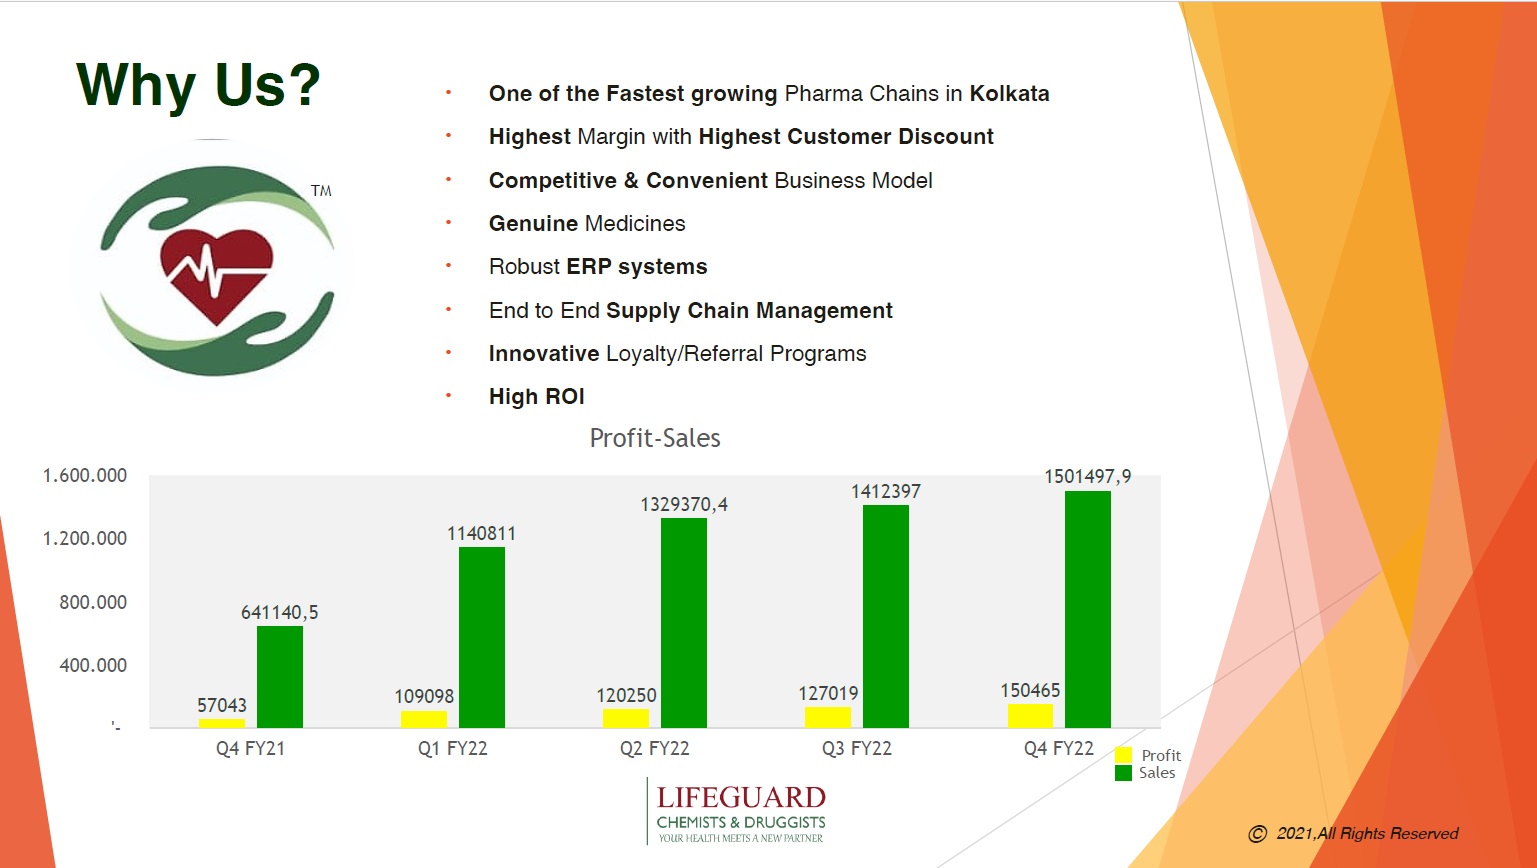 Why Us?
• One of the Fastest growing Pharma Chains in Kolkata
• Highest Margin with Highest Customer Discount
• Competitive & Convenient Business Model
• Genuine Medicines
• Robust ERP systems
• End to End Supply Chain Management
• Innovative Loyalty/Referral Programs
• High ROI
TM
Profit-Sales
1.600.000
1.200.000
800.000
400.000
'-
57043
641140,5
109098
1140811
120250
1329370,4
127019
1412397
150465
1501497,9
Q4 FY21
Q1 FY22
Q2 FY22
Q3 FY22
Q4 FY22
Profit
Sales
LIFEGUARD
CHEMISTS & DRUGGISTS
YOUR HEALTH MEETS A NEW PARTNER
© 2021,All Rights Reserved